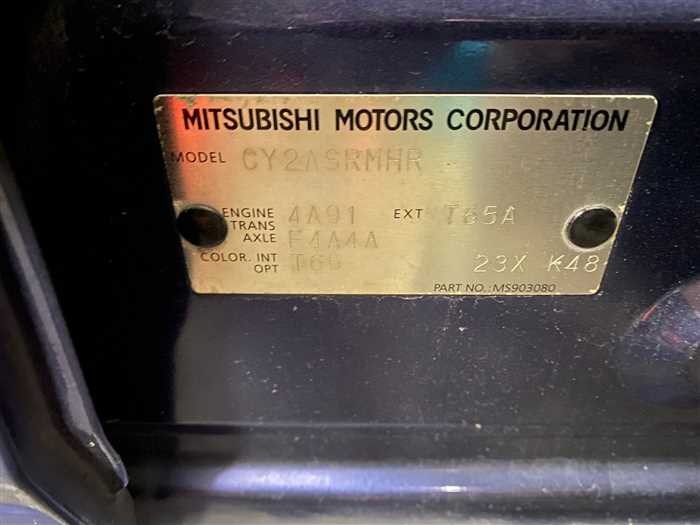 MITSUBISHI MOTORS CORPORATION
MODEL CY2ASRMHR
ENGINE 4A91 EXT T65A
TRANS
AXLE F4A4A
COLOR. INT T69
OPT 23X K48
PART NO.:MS903080